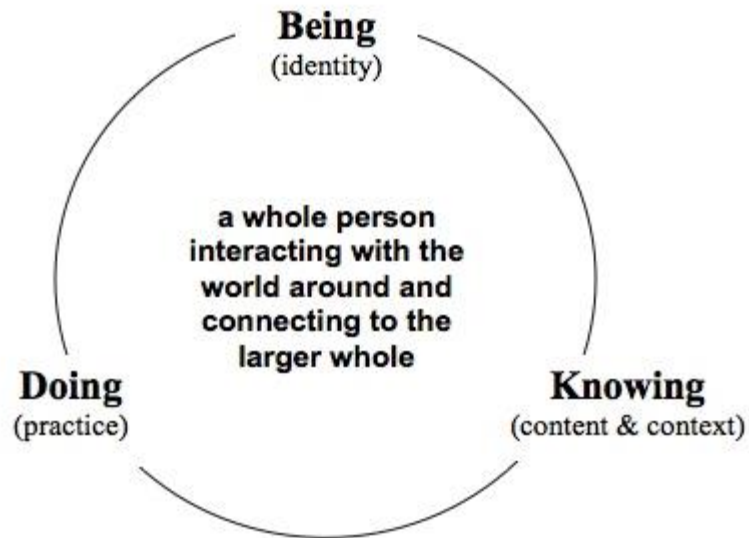 Being
(identity)
a whole person
interacting with the
world around and
connecting to the
larger whole
Doing
(practice)
Knowing
(content & context)